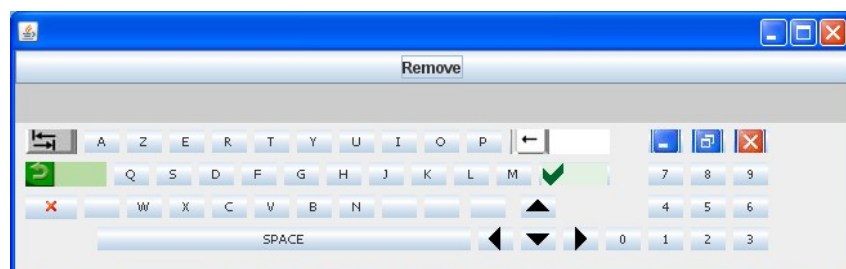 Remove
A Z E R T Y U I O P
Q S D F G H J K L M 7 8 9
W X C V B N 4 5 6
SPACE 0 1 2 3